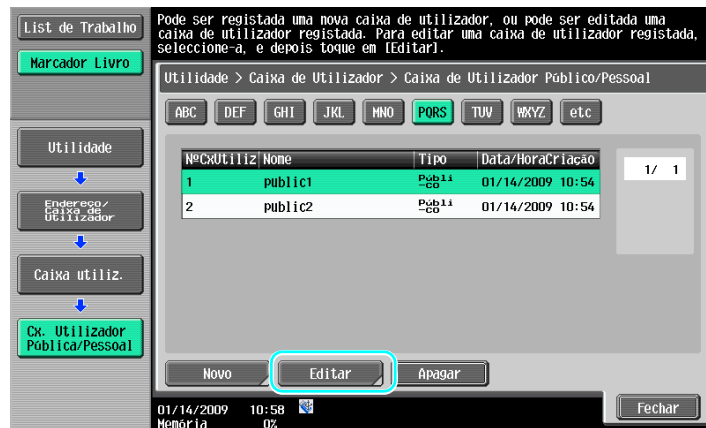 List de Trabalho
Marcador Livro
Pode ser registada uma nova caixa de utilizador, ou pode ser editada uma
caixa de utilizador registada. Para editar uma caixa de utilizador registada,
seleccione-a, e depois toque em [Editar].
Utilidade > Caixa de Utilizador > Caixa de Utilizador Público/Pessoal
ABC DEF GHI JKL MNO PQRS TUV WXYZ etc
Utilidade
Endereço/
Caixa de
Utilizador
Caixa utiliz.
Cx. Utilizador
Pública/Pessoal
NºCxUtiliz Nome Tipo Data/HoraCriação
1 public1 Públi-co 01/14/2009 10:54
2 public2 Públi-co 01/14/2009 10:54
1/ 1
Novo Editar Apagar
01/14/2009 10:58
Memória 0%
Fechar